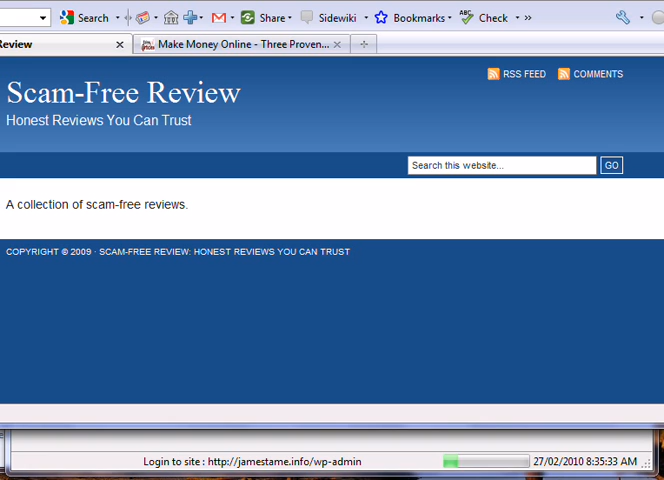 Search Share Sidewiki Bookmarks ABC Check »
Review Make Money Online - Three Proven...
RSS FEED COMMENTS
Scam-Free Review
Honest Reviews You Can Trust
Search this website... GO
A collection of scam-free reviews.
COPYRIGHT © 2009 · SCAM-FREE REVIEW: HONEST REVIEWS YOU CAN TRUST
Login to site : http://jamestame.info/wp-admin 27/02/2010 8:35:33 AM